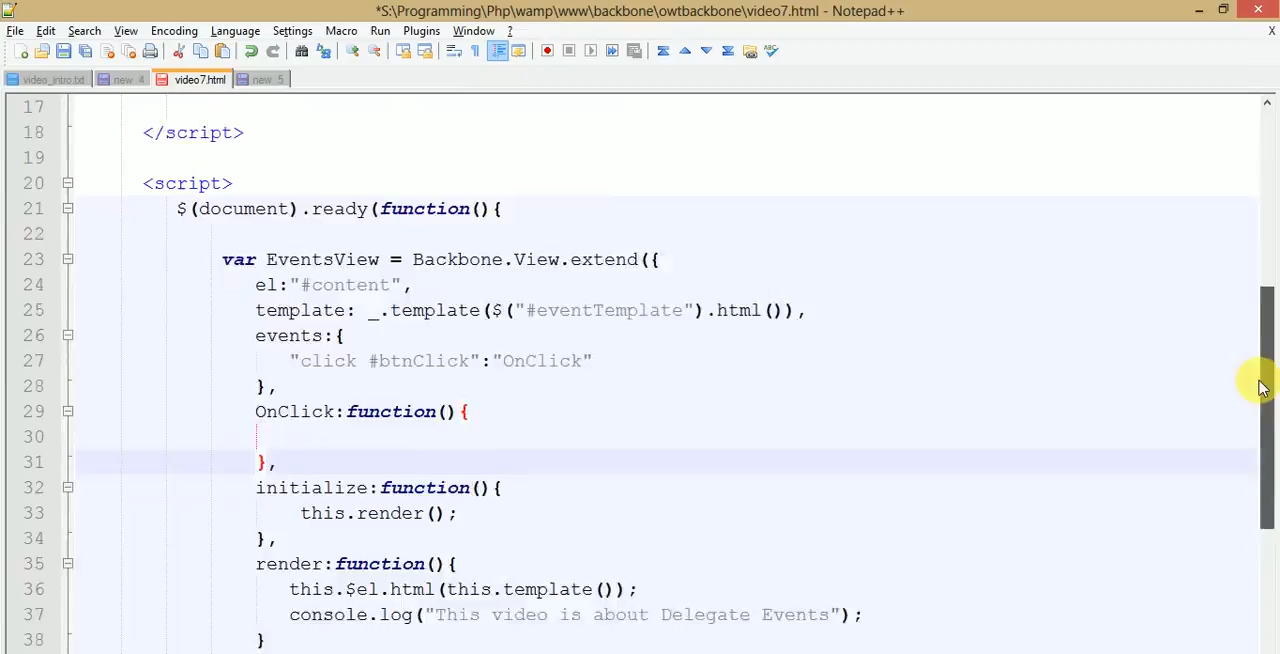 *S:\Programming\Php\wamp\www\backbone\owtbackbone\video7.html - Notepad++
File Edit Search View Encoding Language Settings Macro Run Plugins Window ? X
video_intro.txt new 4 video7.html new 5
17
18 </script>
19
20 <script>
21 $(document).ready(function(){
22
23 var EventsView = Backbone.View.extend({
24 el:"#content",
25 template: _.template($("#eventTemplate").html()),
26 events:{
27 "click #btnClick":"OnClick"
28 },
29 OnClick:function(){
30
31 },
32 initialize:function(){
33 this.render();
34 },
35 render:function(){
36 this.$el.html(this.template());
37 console.log("This video is about Delegate Events");
38 }